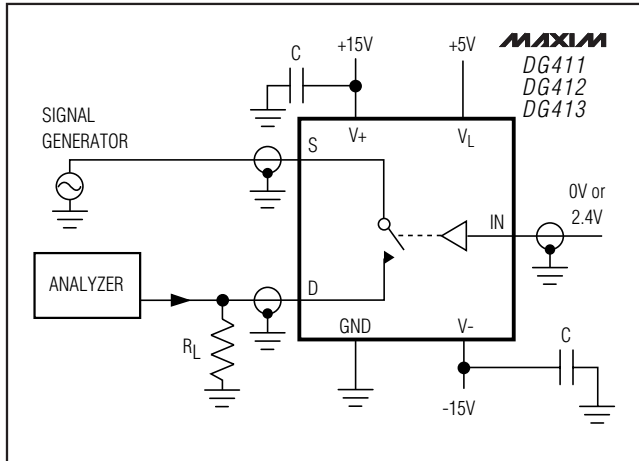 C
+15V
+5V
MAXIM
DG411
DG412
DG413
SIGNAL
GENERATOR
V+
VL
S
0V or
2.4V
IN
ANALYZER
D
RL
GND
V-
C
-15V